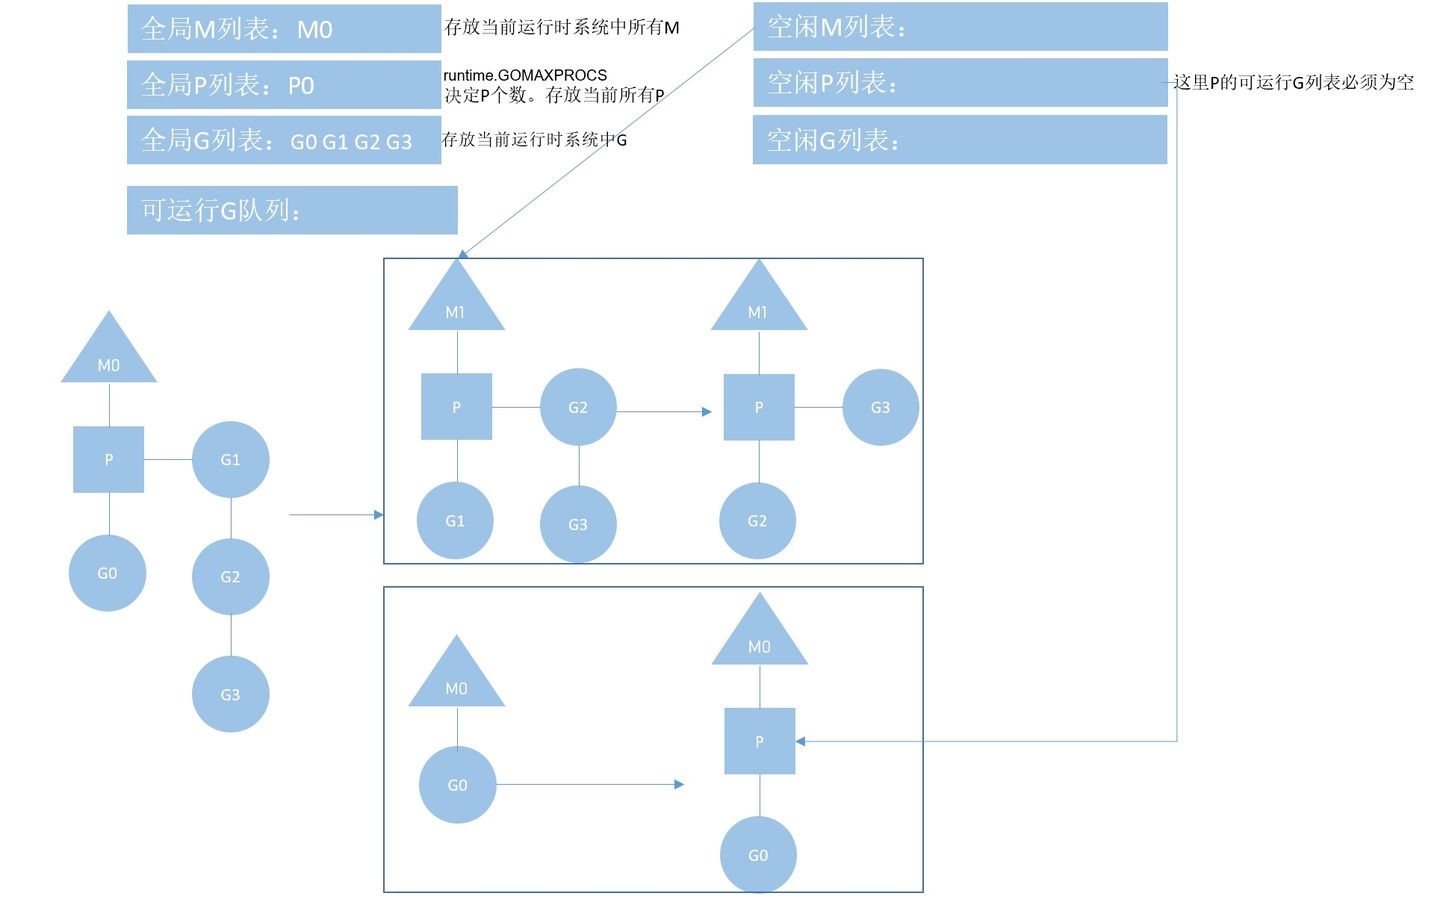 全局M列表：M0
存放当前运行时系统中所有M
空闲M列表：
全局P列表：P0
runtime.GOMAXPROCS
决定P个数。存放当前所有P
空闲P列表：
这里P的可运行G列表必须为空
全局G列表：G0 G1 G2 G3
存放当前运行时系统中G
空闲G列表：
可运行G队列：
M0
P
G1
G0
G2
G3
M1
P
G2
G1
G3
M1
P
G3
G2
M0
G0
M0
P
G0